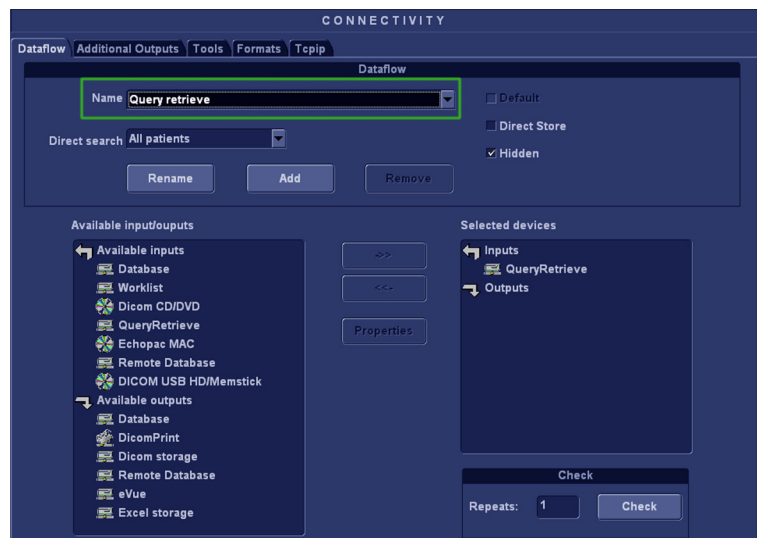 CONNECTIVITY
Dataflow Additional Outputs Tools Formats Tcpip
Dataflow
Name Query retrieve
Default
Direct Store
Direct search All patients
Hidden
Rename Add Remove
Available input/ouputs
Selected devices
Available inputs
Database
Worklist
Dicom CD/DVD
QueryRetrieve
Echopac MAC
Remote Database
DICOM USB HD/Memstick
Available outputs
Database
DicomPrint
Dicom storage
Remote Database
eVue
Excel storage
->>
<<-
Properties
Inputs
QueryRetrieve
Outputs
Check
Repeats: 1 Check